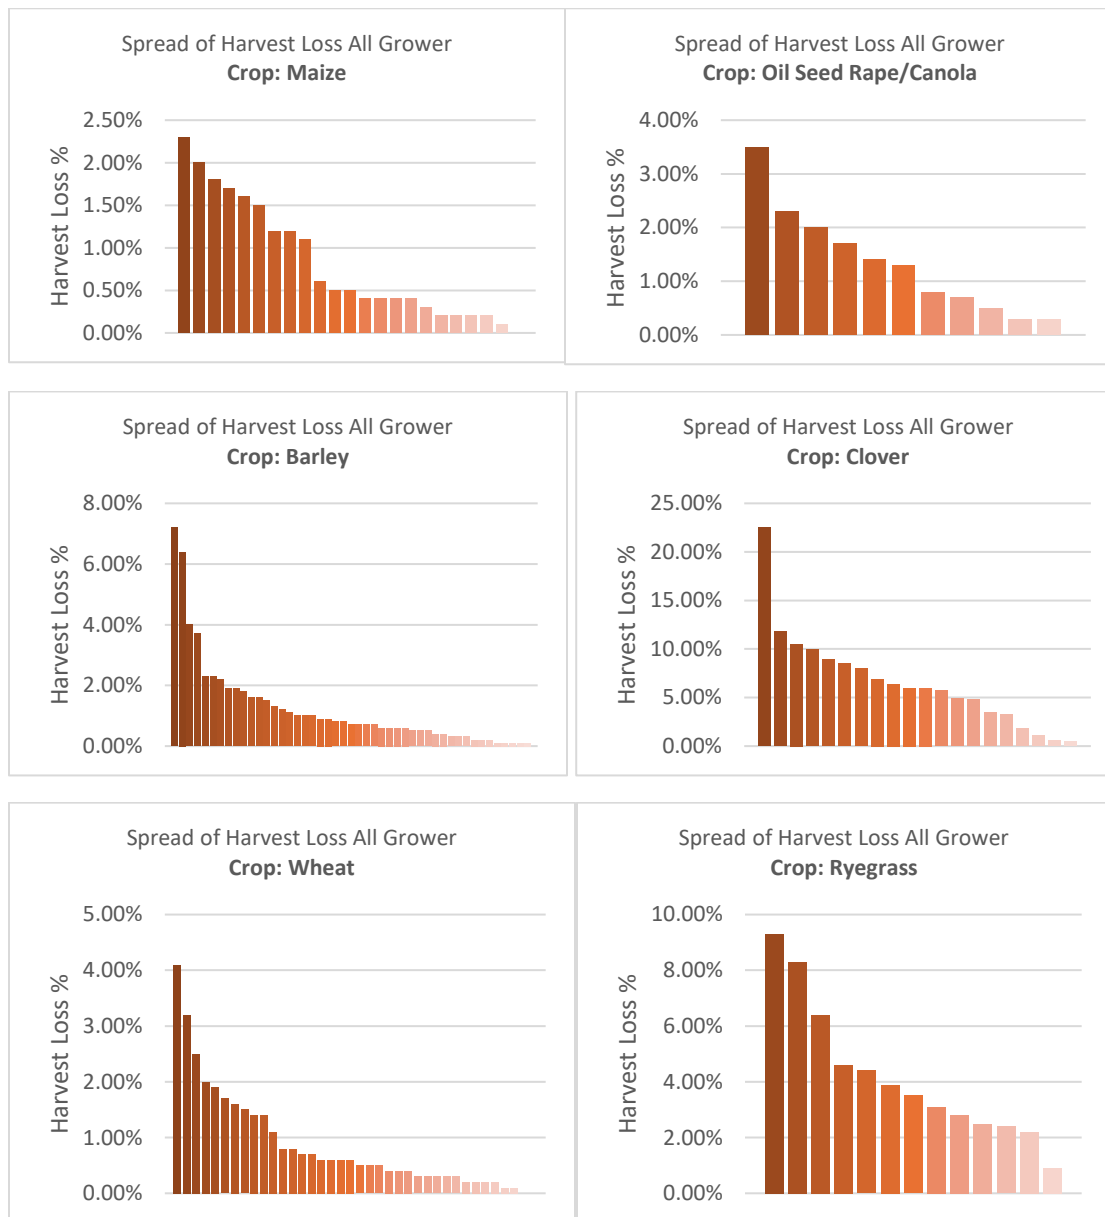 Spread of Harvest Loss All Grower
Crop: Maize
Harvest Loss %
2.50%
2.00%
1.50%
1.00%
0.50%
0.00%
Spread of Harvest Loss All Grower
Crop: Oil Seed Rape/Canola
Harvest Loss %
4.00%
3.00%
2.00%
1.00%
0.00%
Spread of Harvest Loss All Grower
Crop: Barley
Harvest Loss %
8.00%
6.00%
4.00%
2.00%
0.00%
Spread of Harvest Loss All Grower
Crop: Clover
Harvest Loss %
25.00%
20.00%
15.00%
10.00%
5.00%
0.00%
Spread of Harvest Loss All Grower
Crop: Wheat
Harvest Loss %
5.00%
4.00%
3.00%
2.00%
1.00%
0.00%
Spread of Harvest Loss All Grower
Crop: Ryegrass
Harvest Loss %
10.00%
8.00%
6.00%
4.00%
2.00%
0.00%